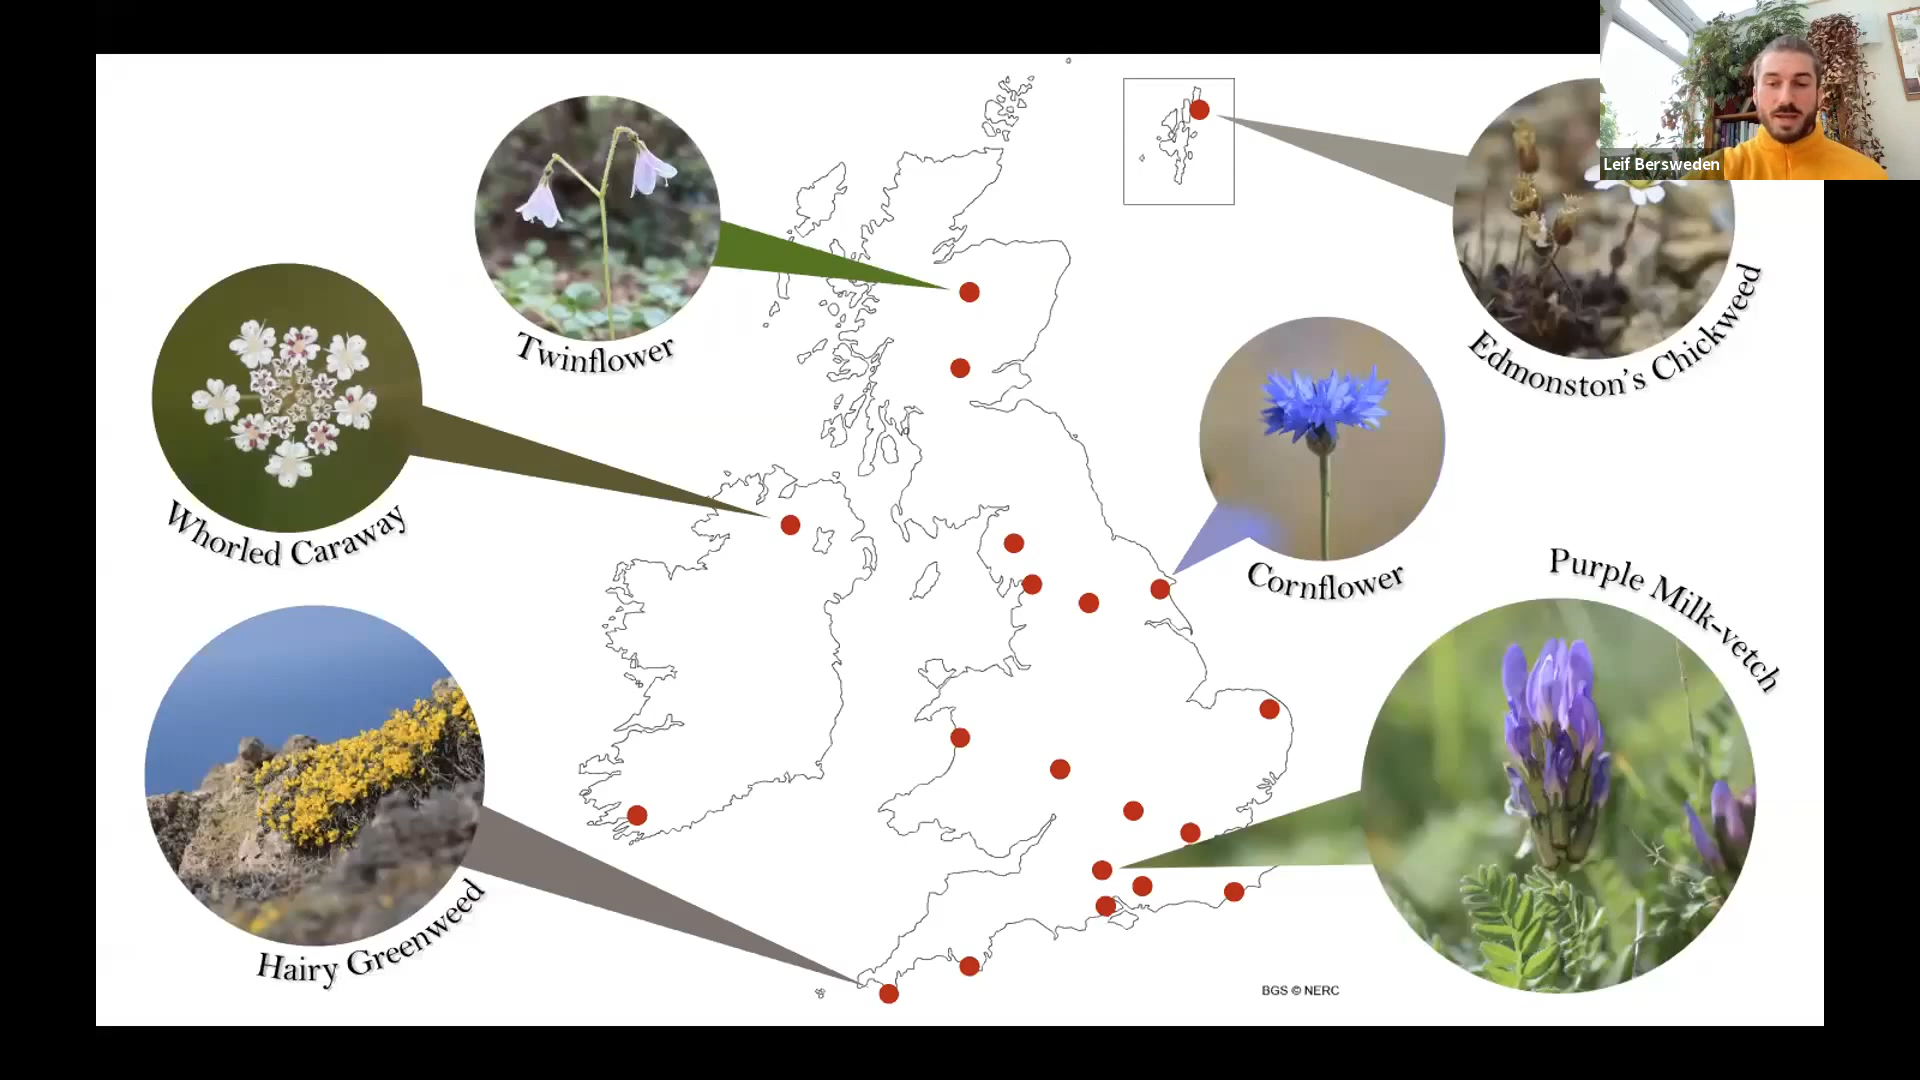 Leif Bersweden
Twinflower
Edmonston's Chickweed
Whorled Caraway
Cornflower
Purple Milk-vetch
Hairy Greenweed
BGS © NERC